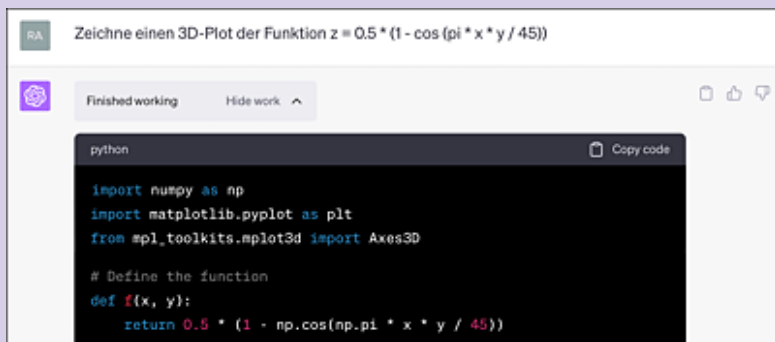 RA
Zeichne einen 3D-Plot der Funktion z = 0.5 * (1 - cos (pi * x * y / 45))
Finished working Hide work
python Copy code
import numpy as np
import matplotlib.pyplot as plt
from mpl_toolkits.mplot3d import Axes3D
# Define the function
def f(x, y):
    return 0.5 * (1 - np.cos(np.pi * x * y / 45))